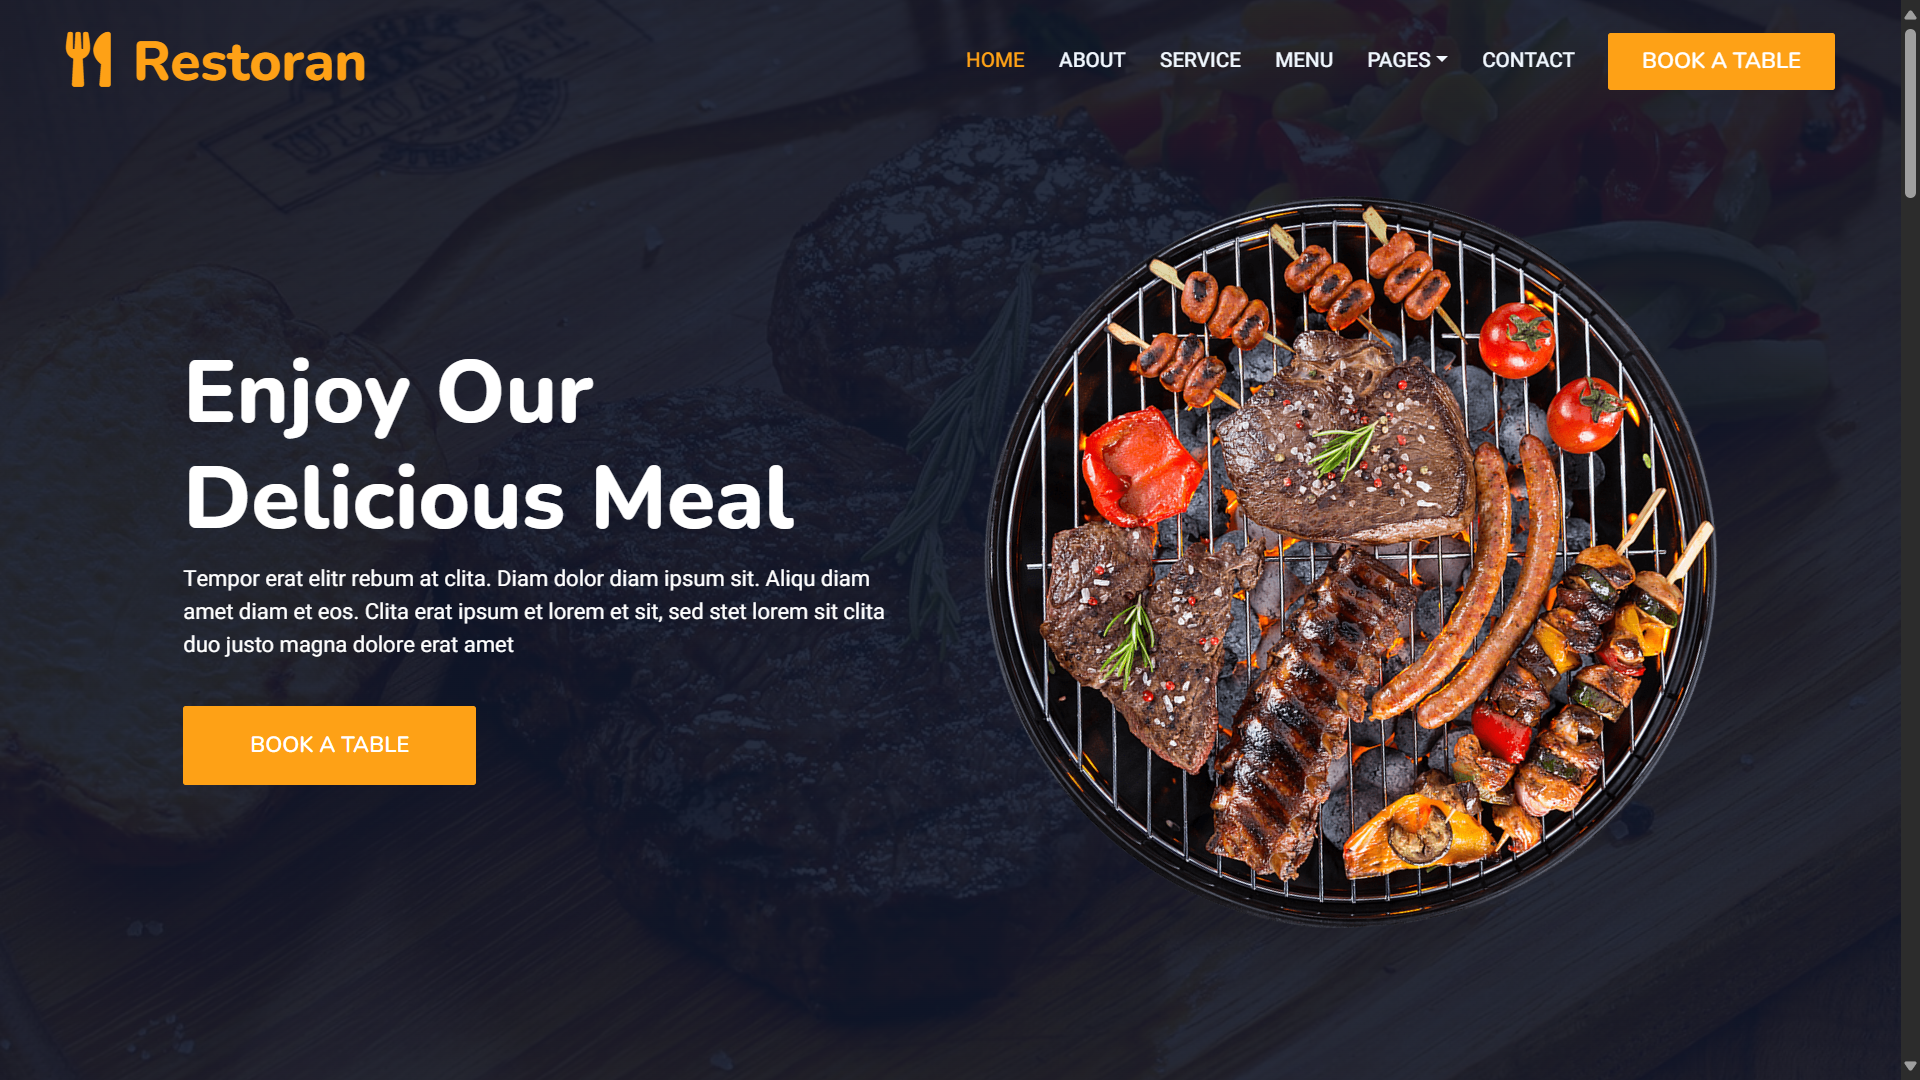 Restoran
HOME ABOUT SERVICE MENU PAGES CONTACT BOOK A TABLE
Enjoy Our
Delicious Meal
Tempor erat elitr rebum at clita. Diam dolor diam ipsum sit. Aliqu diam
amet diam et eos. Clita erat ipsum et lorem et sit, sed stet lorem sit clita
duo justo magna dolore erat amet
BOOK A TABLE